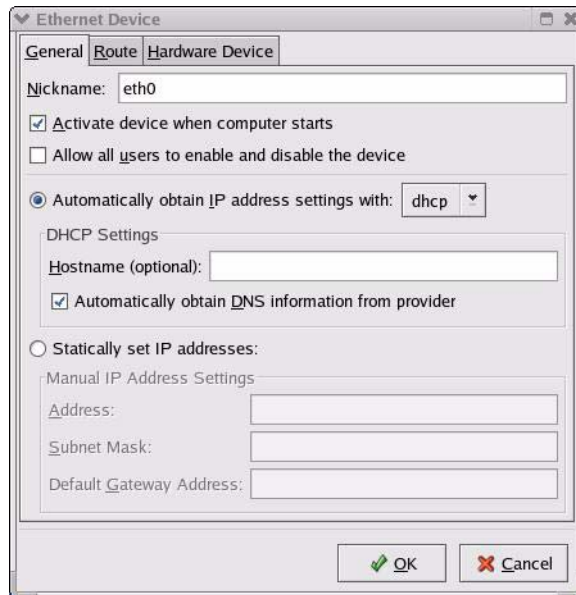 Ethernet Device
General Route Hardware Device
Nickname: eth0
Activate device when computer starts
Allow all users to enable and disable the device
Automatically obtain IP address settings with: dhcp
DHCP Settings
Hostname (optional):
Automatically obtain DNS information from provider
Statically set IP addresses:
Manual IP Address Settings
Address:
Subnet Mask:
Default Gateway Address:
OK Cancel